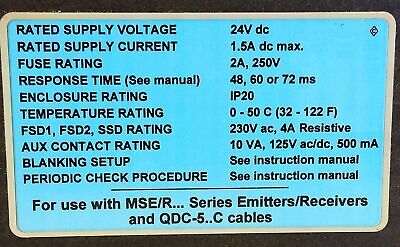 RATED SUPPLY VOLTAGE 24V dc
RATED SUPPLY CURRENT 1.5A dc max.
FUSE RATING 2A, 250V
RESPONSE TIME (See manual) 48, 60 or 72 ms
ENCLOSURE RATING IP20
TEMPERATURE RATING 0 - 50 C (32 - 122 F)
FSD1, FSD2, SSD RATING 230V ac, 4A Resistive
AUX CONTACT RATING 10 VA, 125V ac/dc, 500 mA
BLANKING SETUP See instruction manual
PERIODIC CHECK PROCEDURE See instruction manual
For use with MSE/R... Series Emitters/Receivers
and QDC-5..C cables